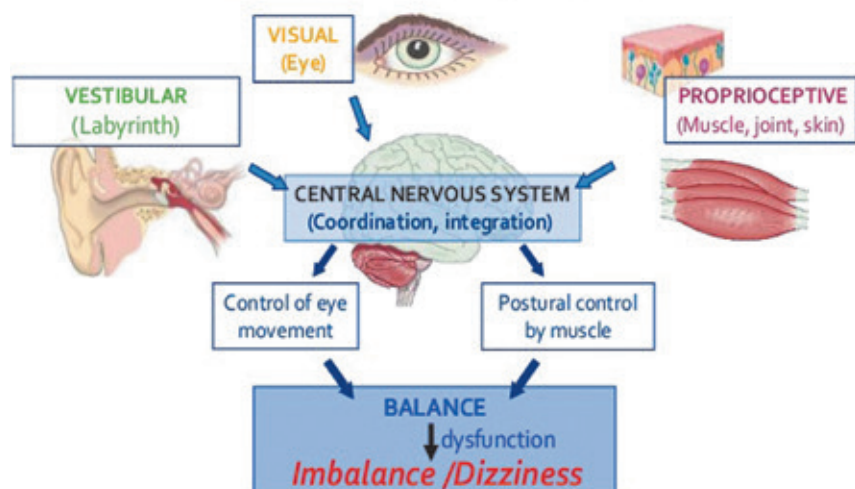 VISUAL
(Eye)
VESTIBULAR
(Labyrinth)
PROPRIOCEPTIVE
(Muscle, joint, skin)
CENTRAL NERVOUS SYSTEM
(Coordination, integration)
Control of eye
movement
Postural control
by muscle
BALANCE
dysfunction
Imbalance /Dizziness